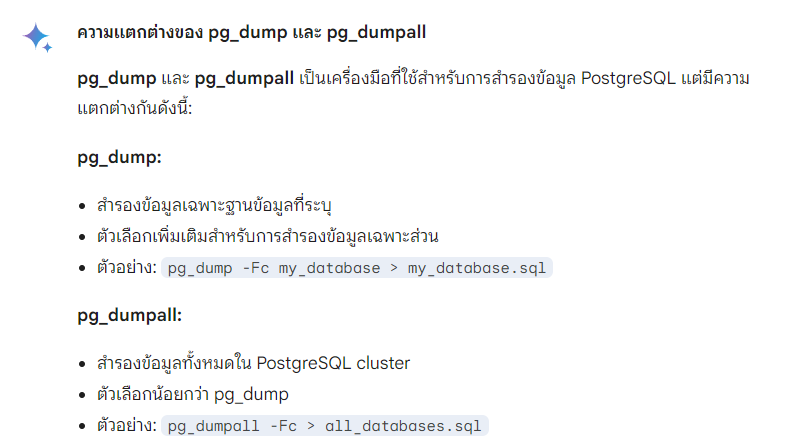 ความแตกต่างของ pg_dump และ pg_dumpall
pg_dump และ pg_dumpall เป็นเครื่องมือที่ใช้สำหรับการสำรองข้อมูล PostgreSQL แต่มีความ
แตกต่างกันดังนี้:
pg_dump:
• สำรองข้อมูลเฉพาะฐานข้อมูลที่ระบุ
• ตัวเลือกเพิ่มเติมสำหรับการสำรองข้อมูลเฉพาะส่วน
• ตัวอย่าง: pg_dump -Fc my_database > my_database.sql
pg_dumpall:
• สำรองข้อมูลทั้งหมดใน PostgreSQL cluster
• ตัวเลือกน้อยกว่า pg_dump
• ตัวอย่าง: pg_dumpall -Fc > all_databases.sql